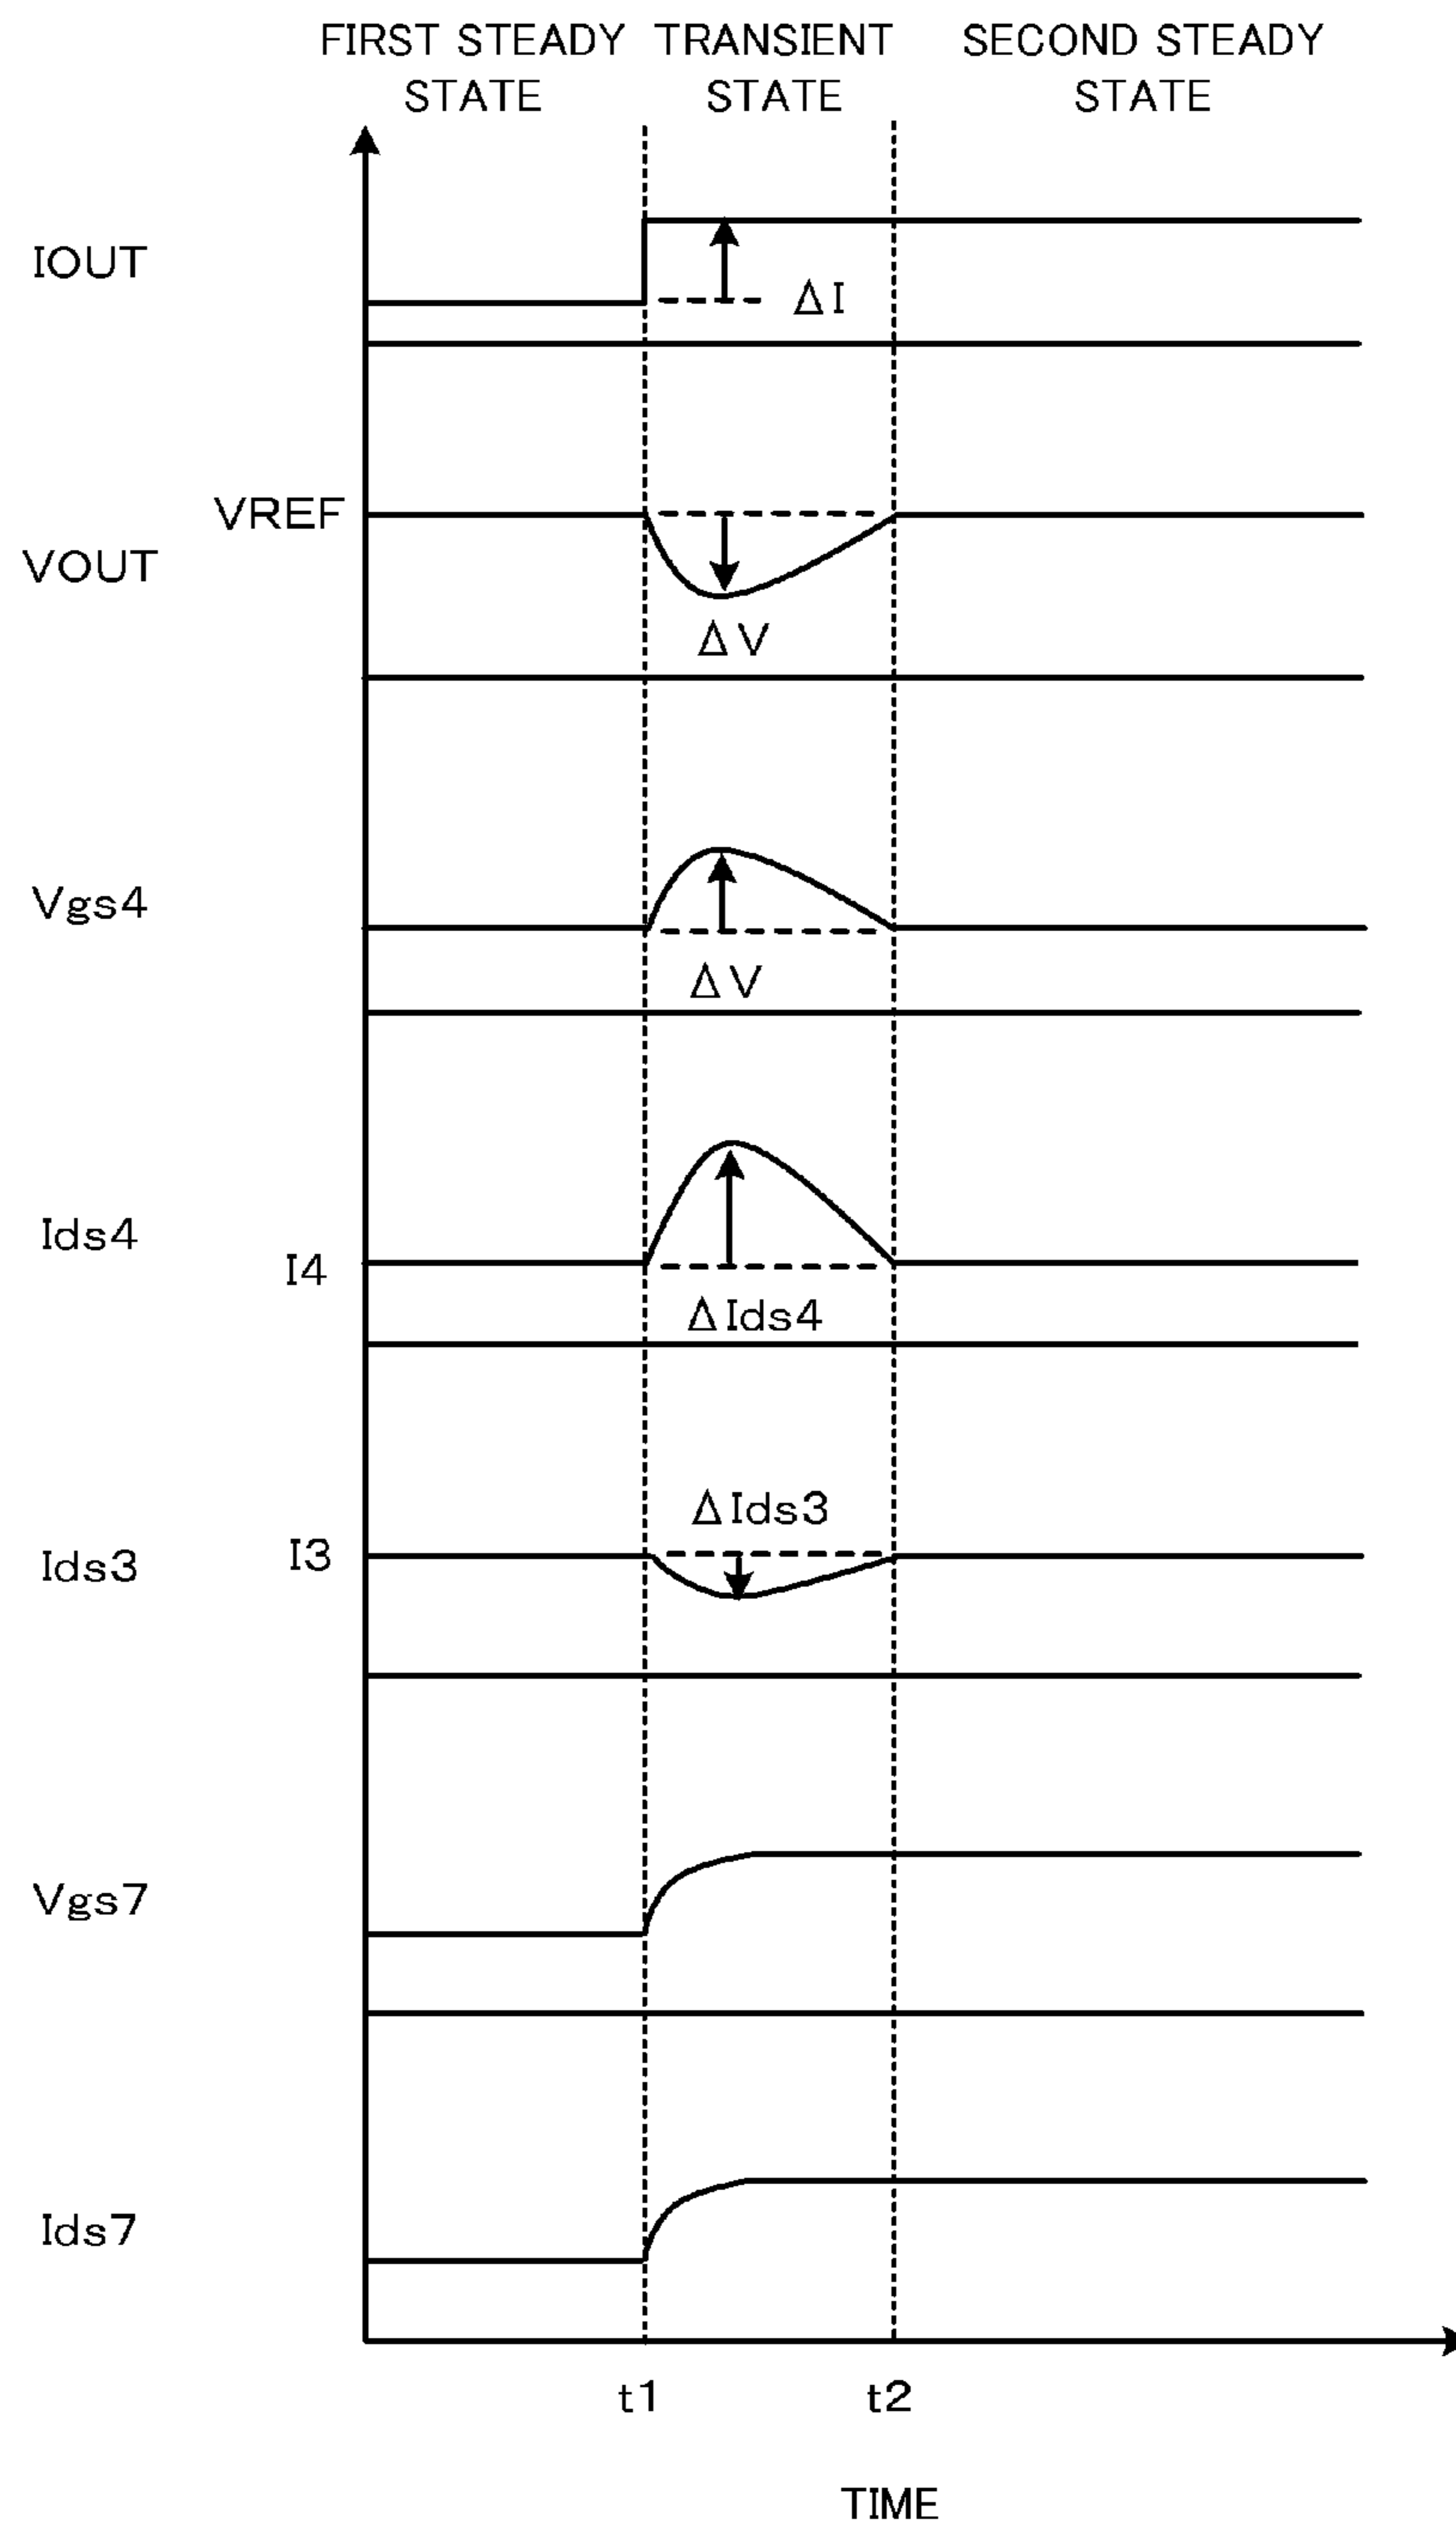 FIRST STEADY STATE
TRANSIENT STATE
SECOND STEADY STATE
IOUT
ΔI
VREF
VOUT
ΔV
Vgs4
ΔV
Ids4
I4
ΔIds4
ΔIds3
Ids3
I3
Vgs7
Ids7
t1
t2
TIME